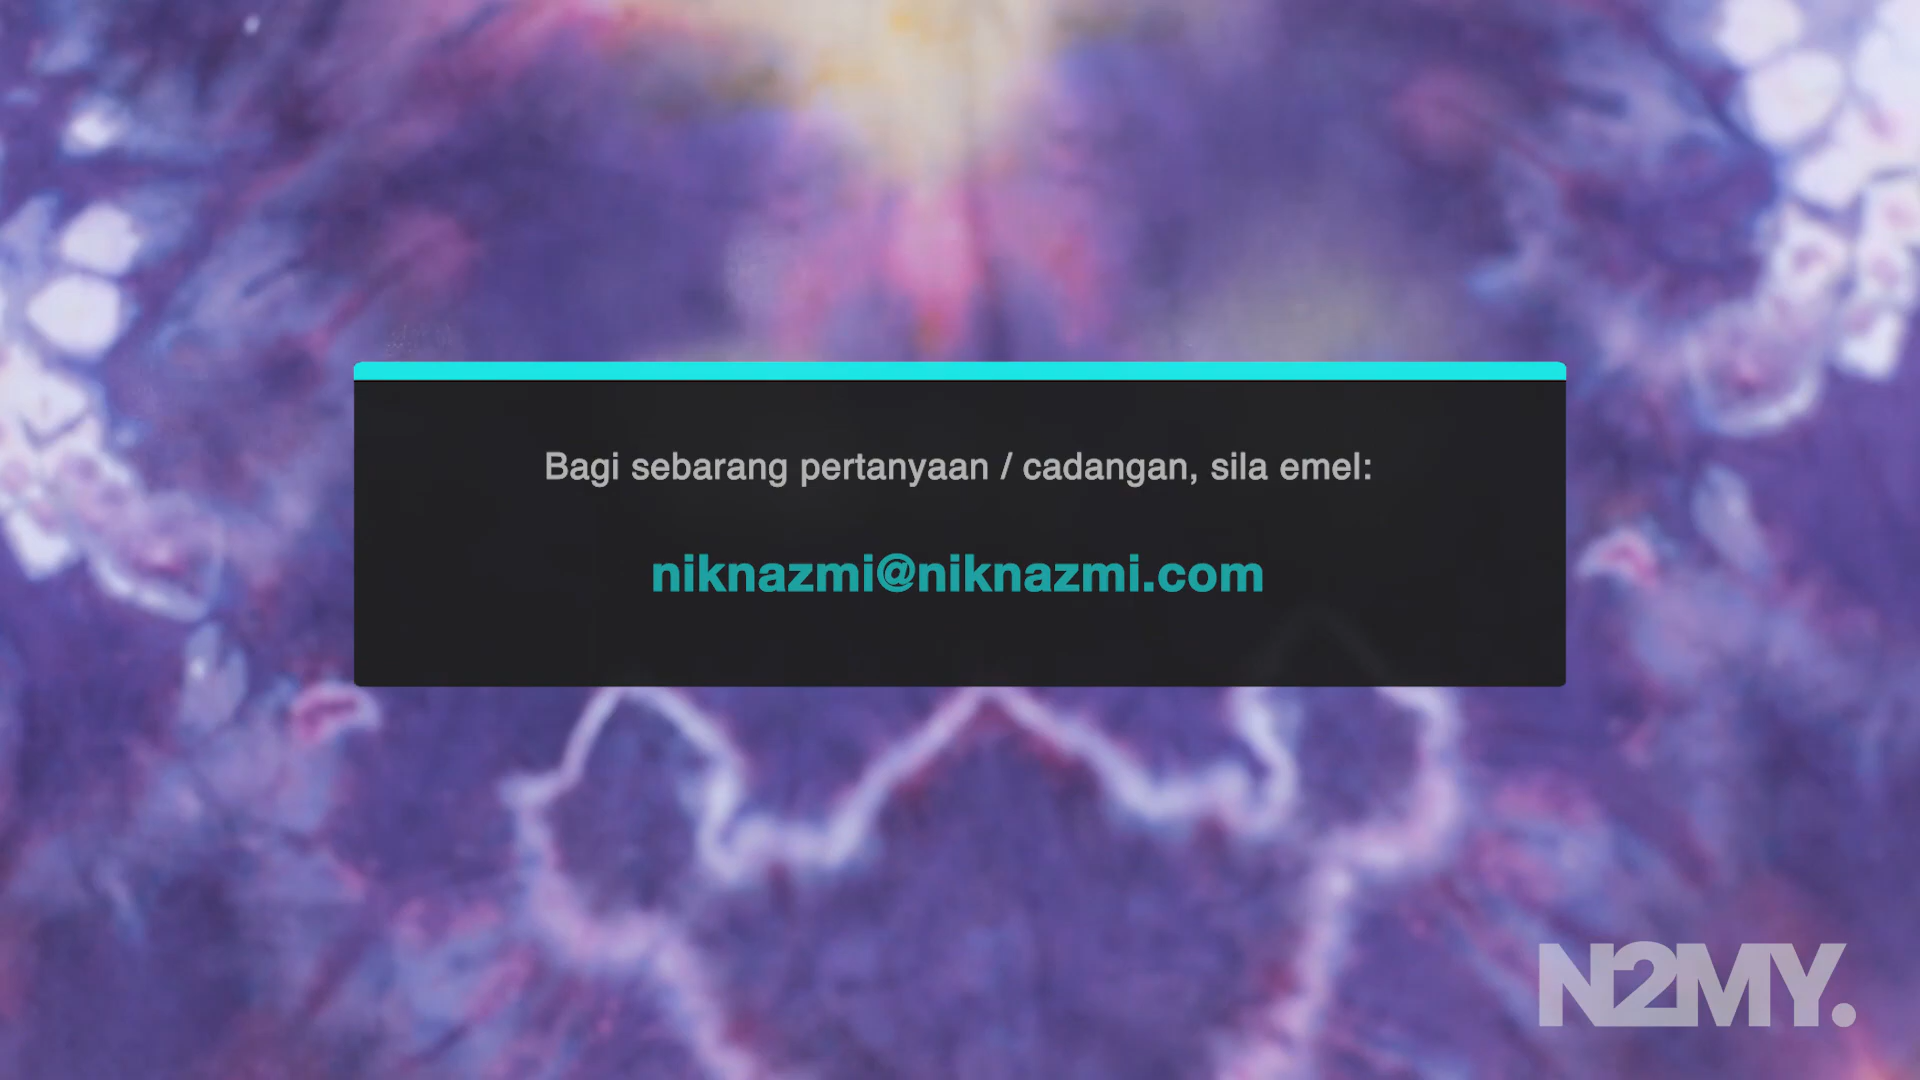 Bagi sebarang pertanyaan / cadangan, sila emel:
niknazmi@niknazmi.com
N2MY.